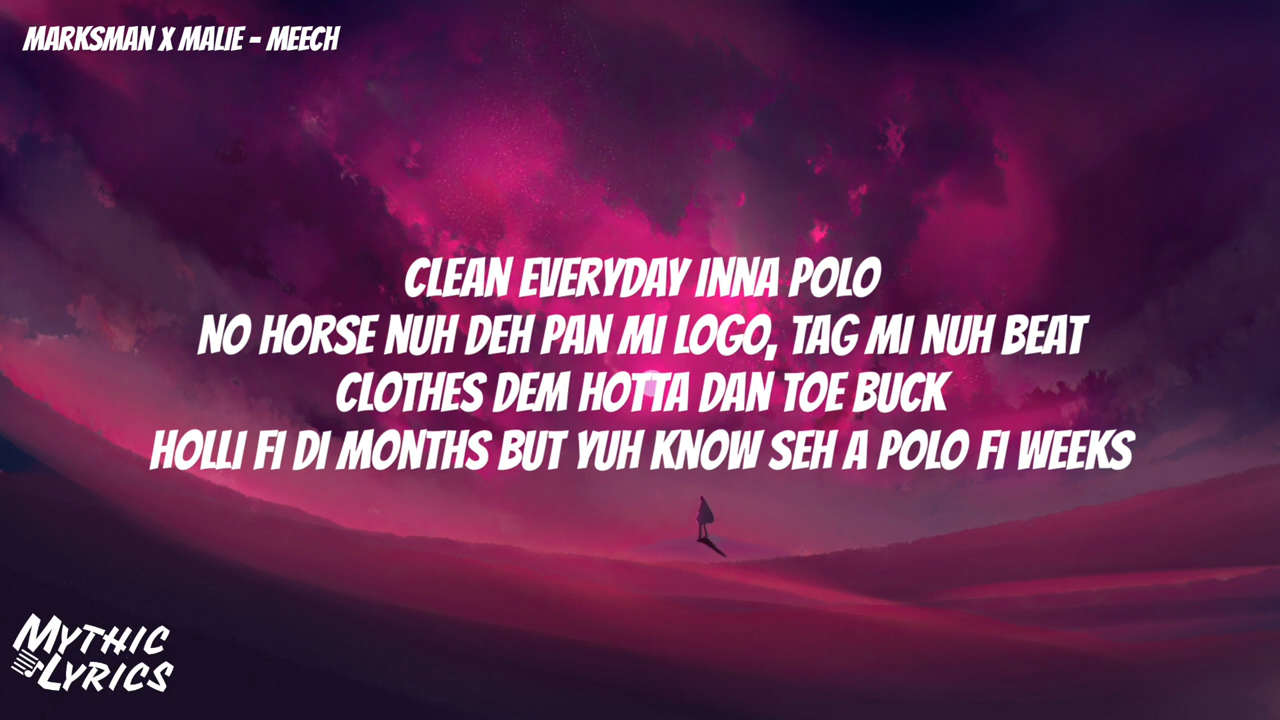 MARKSMAN X MALIE - MEECH
CLEAN EVERYDAY INNA POLO
NO HORSE NUH DEH PAN MI LOGO, TAG MI NUH BEAT
CLOTHES DEM HOTTA DAN TOE BUCK
HOLLI FI DI MONTHS BUT YUH KNOW SEH A POLO FI WEEKS
MYTHIC
LYRICS